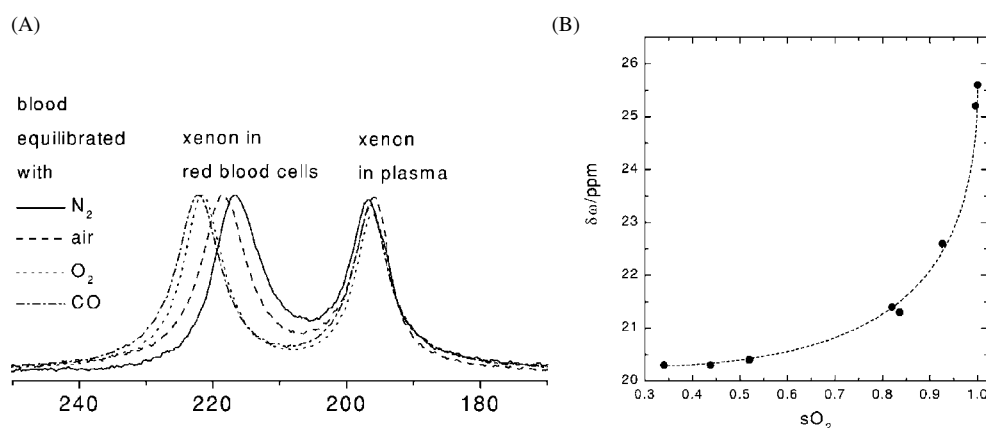 (A)
blood
equilibrated
with
xenon in
red blood cells
xenon
in plasma
N₂
air
O₂
CO
240
220
200
180
(B)
δω/ppm
26
25
24
23
22
21
20
0.3
0.4
0.5
0.6
0.7
0.8
0.9
1.0
sO₂